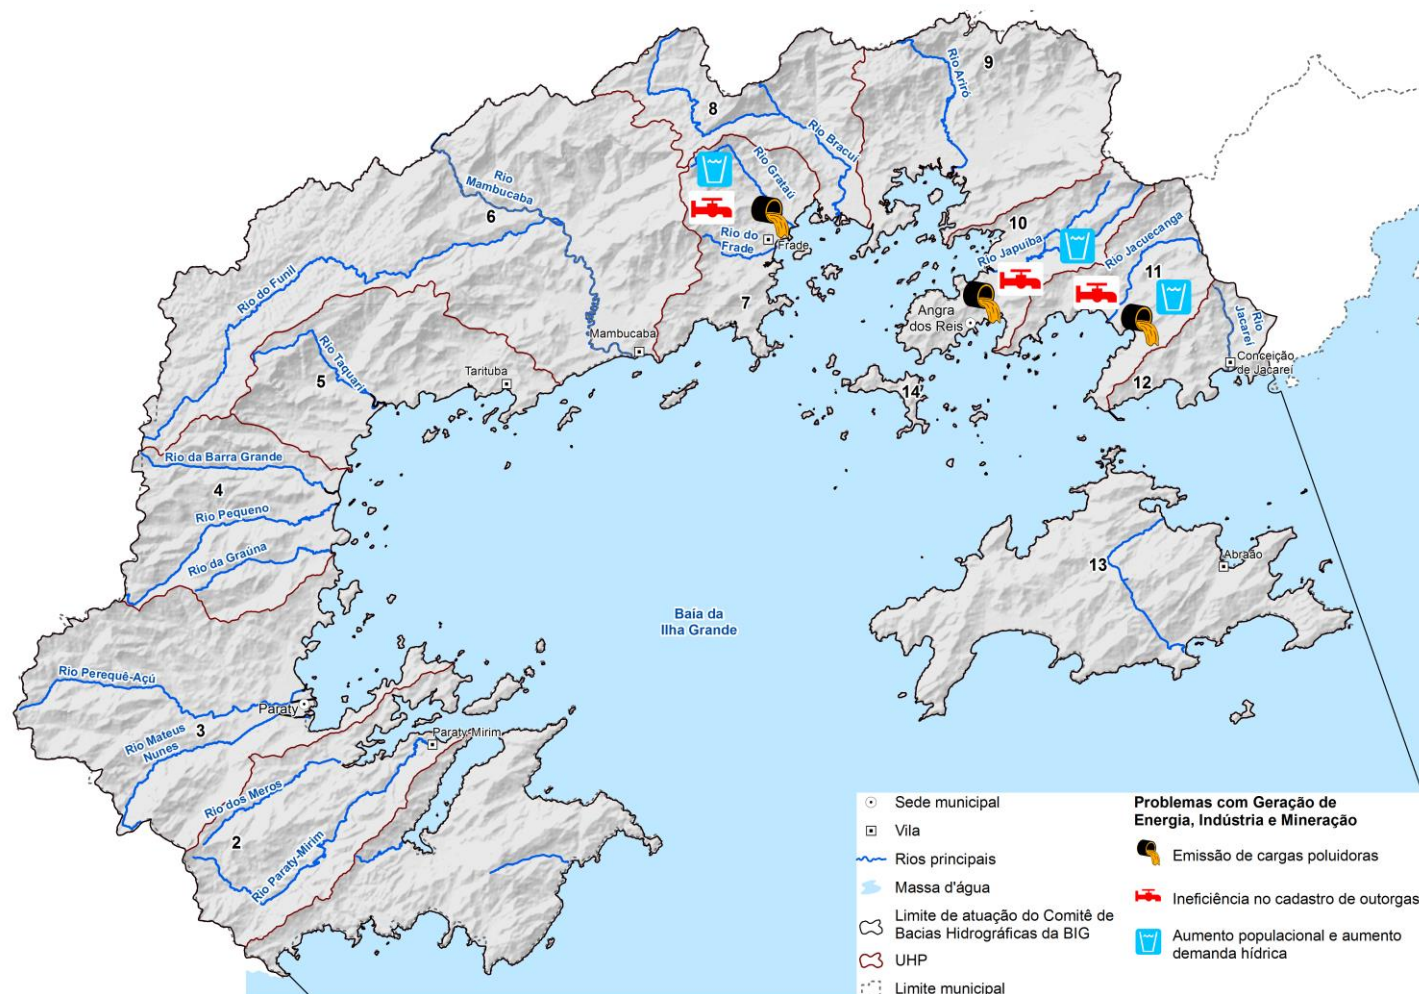 9
Rio Ariró
8
Rio Bracuí
Rio Grataú
Rio
Mambucaba
6
10
Rio do
Frade
Frade
Rio Japuíba
Rio Jacuecanga
11
Rio do Funil
7
Angra
dos Reis
Rio
Jacareí
Mambucaba
Conceição
de Jacareí
Rio Taquari
5
Tarituba
12
14
Rio da Barra Grande
4
Rio Pequeno
Rio da Graúna
Abraão
13
Baía da
Ilha Grande
Rio Perequê-Açú
Paraty
3
Rio Mateus
Nunes
Paraty-Mirim
Rio dos Meros
2
Rio Paraty-Mirim
Sede municipal
Vila
Rios principais
Massa d'água
Limite de atuação do Comitê de
Bacias Hidrográficas da BIG
UHP
Limite municipal
Problemas com Geração de
Energia, Indústria e Mineração
Emissão de cargas poluidoras
Ineficiência no cadastro de outorgas
Aumento populacional e aumento
demanda hídrica